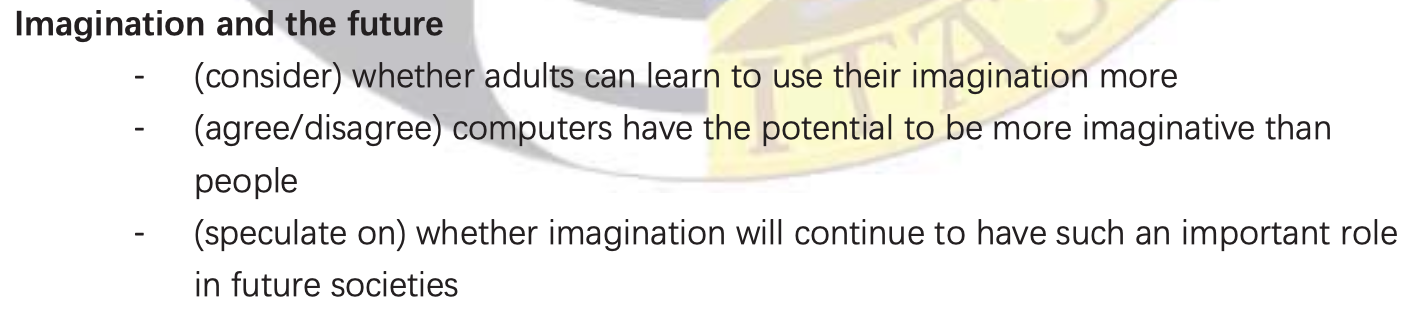 Imagination and the future
- (consider) whether adults can learn to use their imagination more
- (agree/disagree) computers have the potential to be more imaginative than
people
- (speculate on) whether imagination will continue to have such an important role
in future societies
ITAS